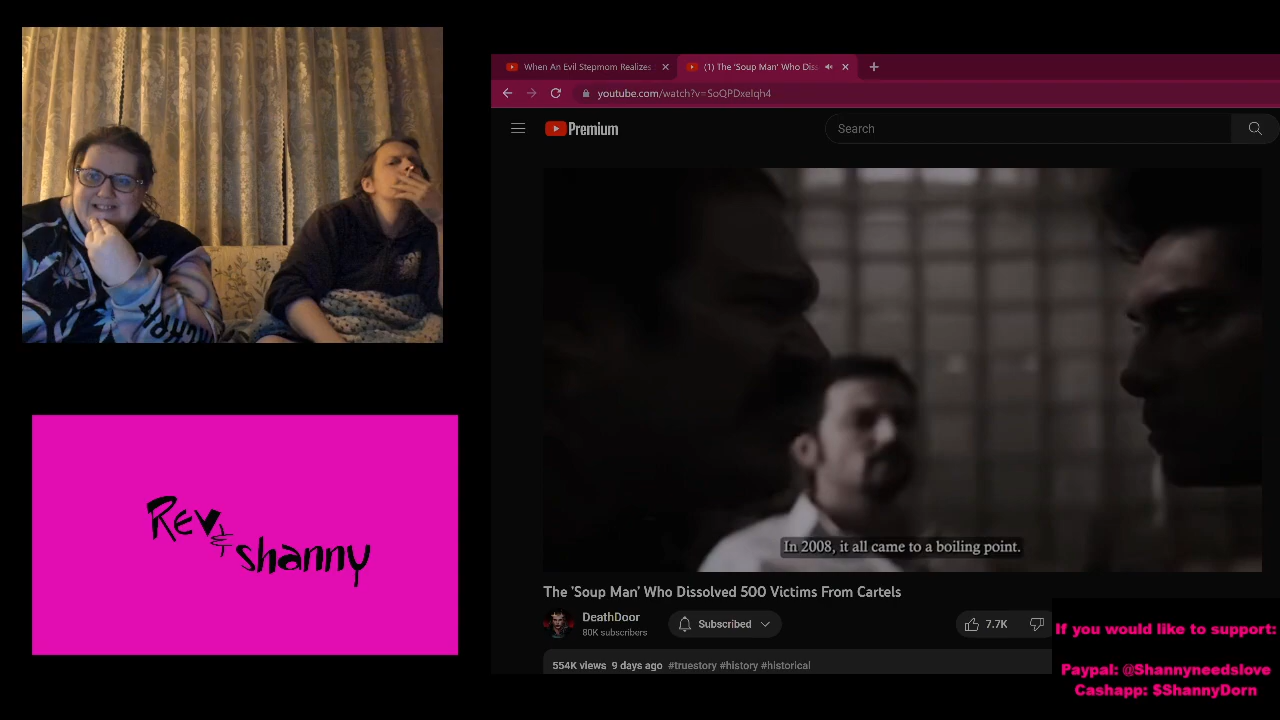 When An Evil Stepmom Realizes
(1) The 'Soup Man' Who Diss
youtube.com/watch?v=SoQPDxeIqh4
Premium
Search
In 2008, it all came to a boiling point.
The 'Soup Man' Who Dissolved 500 Victims From Cartels
DeathDoor
80K subscribers
Subscribed
7.7K
554K views 9 days ago #truestory #history #historical
Rev
&
shanny
If you would like to support:
Paypal: @Shannyneedslove
Cashapp: $ShannyDorn